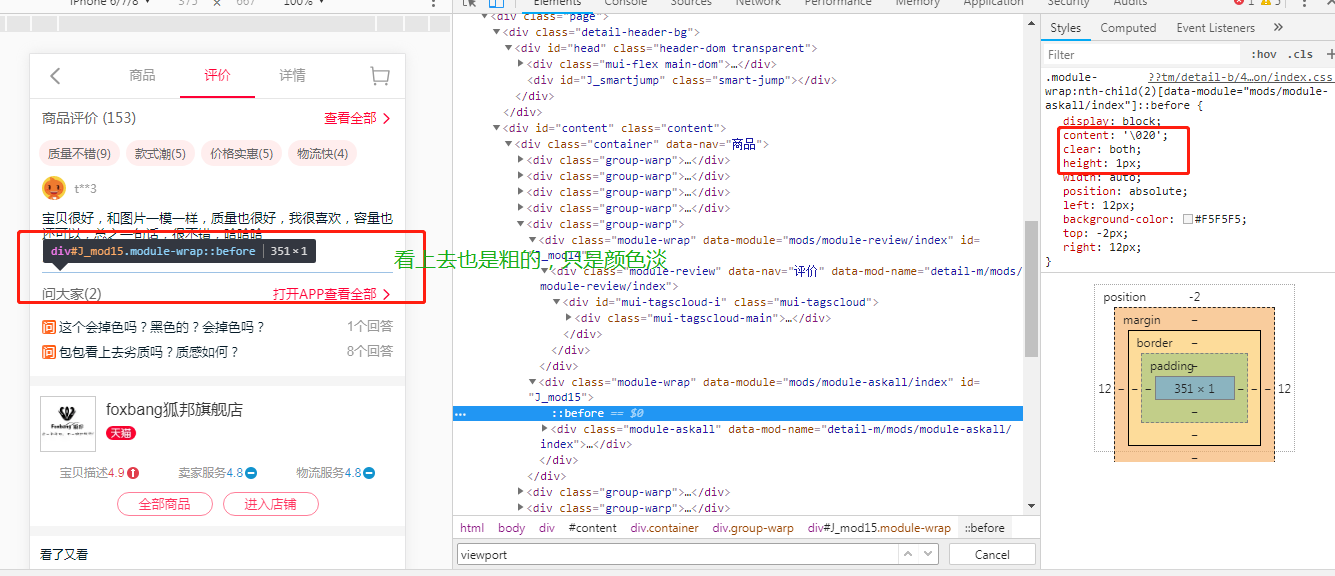 iPhone 6/7/8 375 × 667 100%
Elements Console Sources Network Performance Memory Application Security Audits 1 5
商品 评价 详情
商品评价 (153) 查看全部
质量不错(9) 款式潮(5) 价格实惠(5) 物流快(4)
t**3
宝贝很好，和图片一模一样，质量也很好，我很喜欢，容量也
还可以，总之一句话，很不错，哈哈哈
div#J_mod15.module-wrap::before 351×1
看上去也是粗的，只是颜色淡
问大家(2) 打开APP查看全部
问 这个会掉色吗？黑色的？会掉色吗？ 1个回答
问 包包看上去劣质吗？质感如何？ 8个回答
foxbang狐邦旗舰店
天猫
宝贝描述4.9 卖家服务4.8 物流服务4.8
全部商品 进入店铺
看了又看
<div class="page">
<div class="detail-header-bg">
<div id="head" class="header-dom transparent">
<div class="mui-flex main-dom">…</div>
<div id="J_smartjump" class="smart-jump"></div>
</div>
</div>
<div id="content" class="content">
<div class="container" data-nav="商品">
<div class="group-warp">…</div>
<div class="group-warp">…</div>
<div class="group-warp">…</div>
<div class="group-warp">…</div>
<div class="group-warp">
<div class="module-wrap" data-module="mods/module-review/index" id=
"J_mod14">
<div class="module-review" data-nav="评价" data-mod-name="detail-m/mods/
module-review/index">
<div id="mui-tagscloud-i" class="mui-tagscloud">
<div class="mui-tagscloud-main">…</div>
</div>
</div>
</div>
<div class="module-wrap" data-module="mods/module-askall/index" id=
"J_mod15">
… ::before == $0
<div class="module-askall" data-mod-name="detail-m/mods/module-askall/
index">…</div>
</div>
</div>
<div class="group-warp">…</div>
<div class="group-warp">…</div>
html body div #content div.container div.group-warp div#J_mod15.module-wrap ::before
viewport Cancel
Styles Computed Event Listeners »
Filter :hov .cls +
.module- ??tm/detail-b/4…on/index.css
wrap:nth-child(2)[data-module="mods/module-
askall/index"]::before {
display: block;
content: '\020';
clear: both;
height: 1px;
width: auto;
position: absolute;
left: 12px;
background-color: #F5F5F5;
top: -2px;
right: 12px;
}
position -2
margin –
border –
padding-
12 – – – 351 × 1 – – – 12
–
–
–